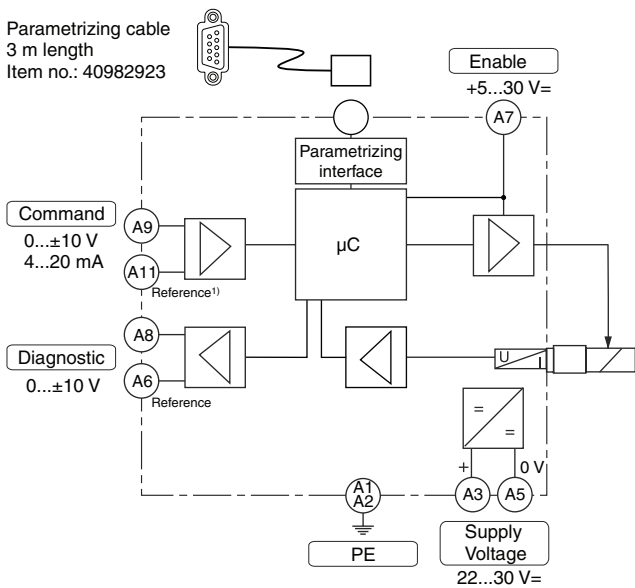 Parametrizing cable
3 m length
Item no.: 40982923
Enable
+5...30 V=
A7
Parametrizing
interface
Command
0...±10 V
4...20 mA
A9
A11
Reference¹⁾
µC
A8
Diagnostic
0...±10 V
A6
Reference
U
I
=
=
+
0 V
A1
A2
A3
A5
PE
Supply
Voltage
22...30 V=